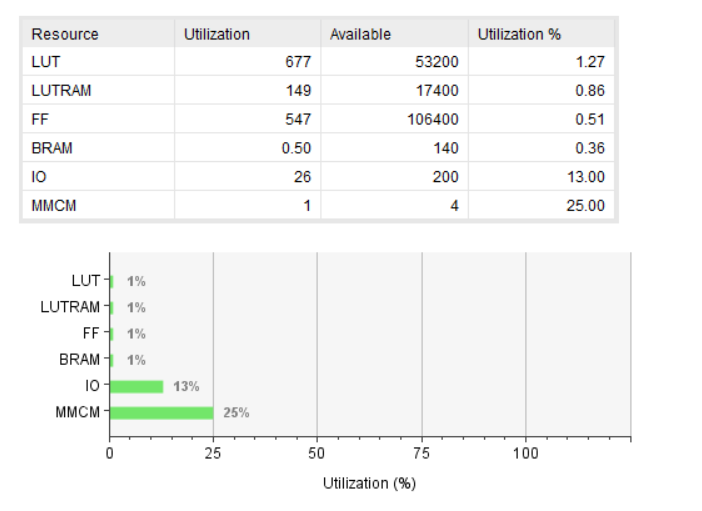 Resource Utilization Available Utilization %
LUT 677 53200 1.27
LUTRAM 149 17400 0.86
FF 547 106400 0.51
BRAM 0.50 140 0.36
IO 26 200 13.00
MMCM 1 4 25.00
LUT 1%
LUTRAM 1%
FF 1%
BRAM 1%
IO 13%
MMCM 25%
0 25 50 75 100
Utilization (%)